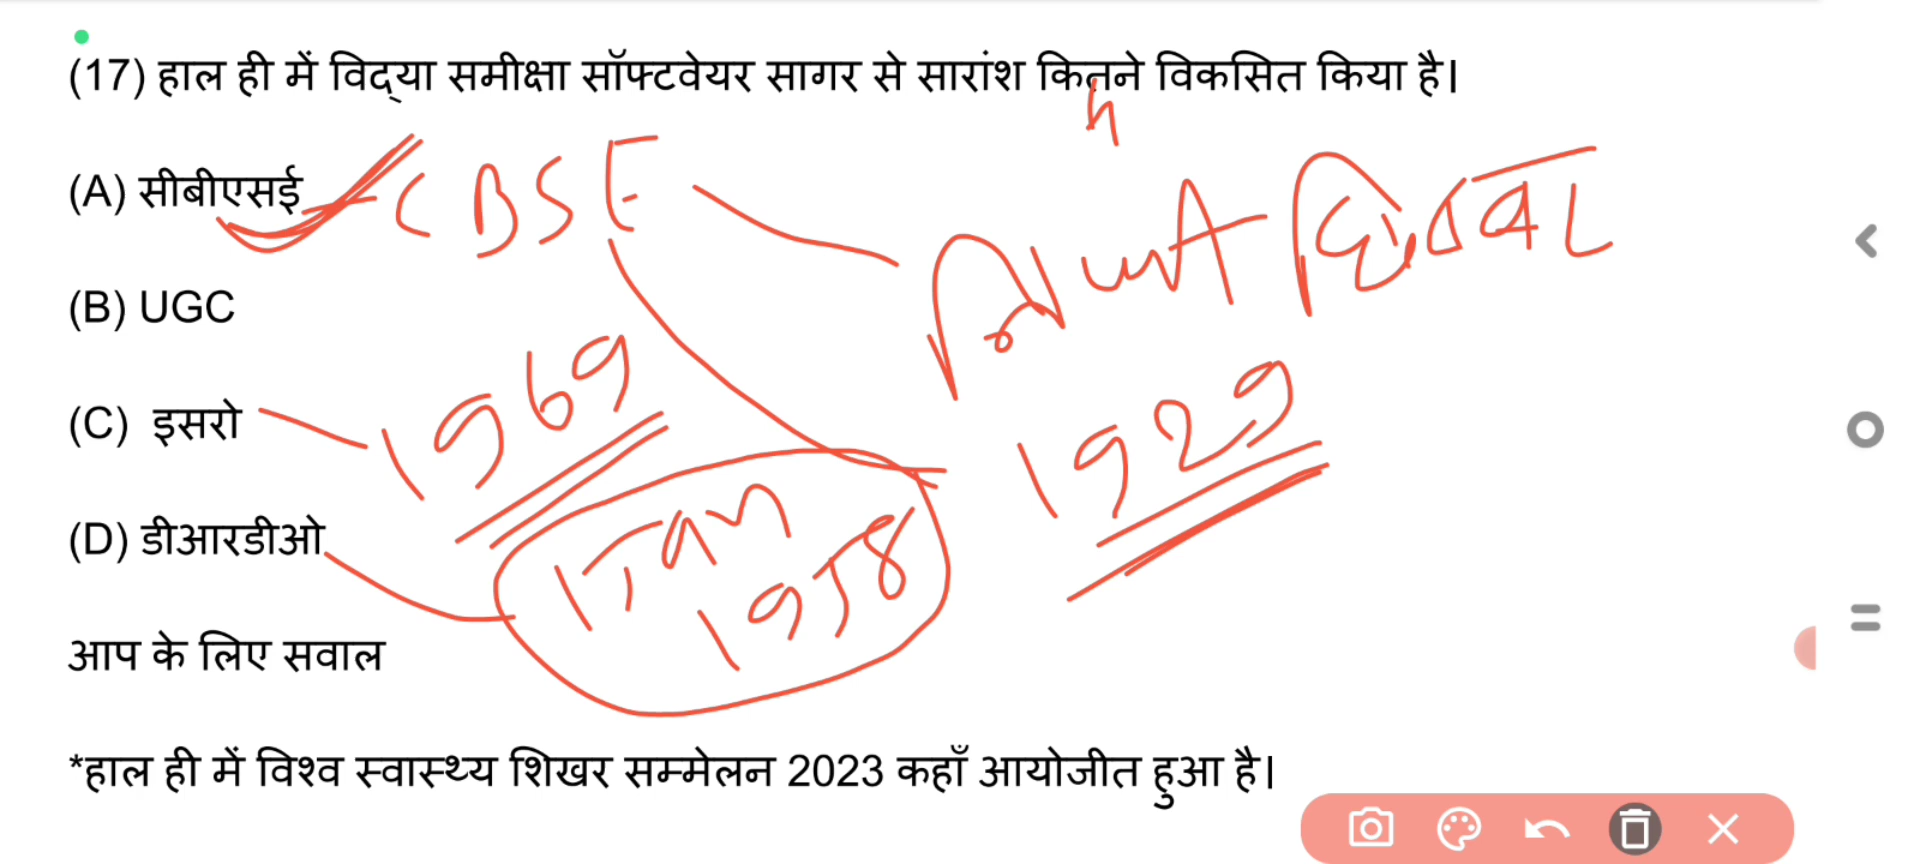 (17) हाल ही में विद्या समीक्षा सॉफ्टवेयर सागर से सारांश कितने विकसित किया है।
(A) सीबीएसई CBSE
(B) UGC
(C) इसरो 1969
1929
(D) डीआरडीओ
1958
आप के लिए सवाल
*हाल ही में विश्व स्वास्थ्य शिखर सम्मेलन 2023 कहाँ आयोजीत हुआ है।